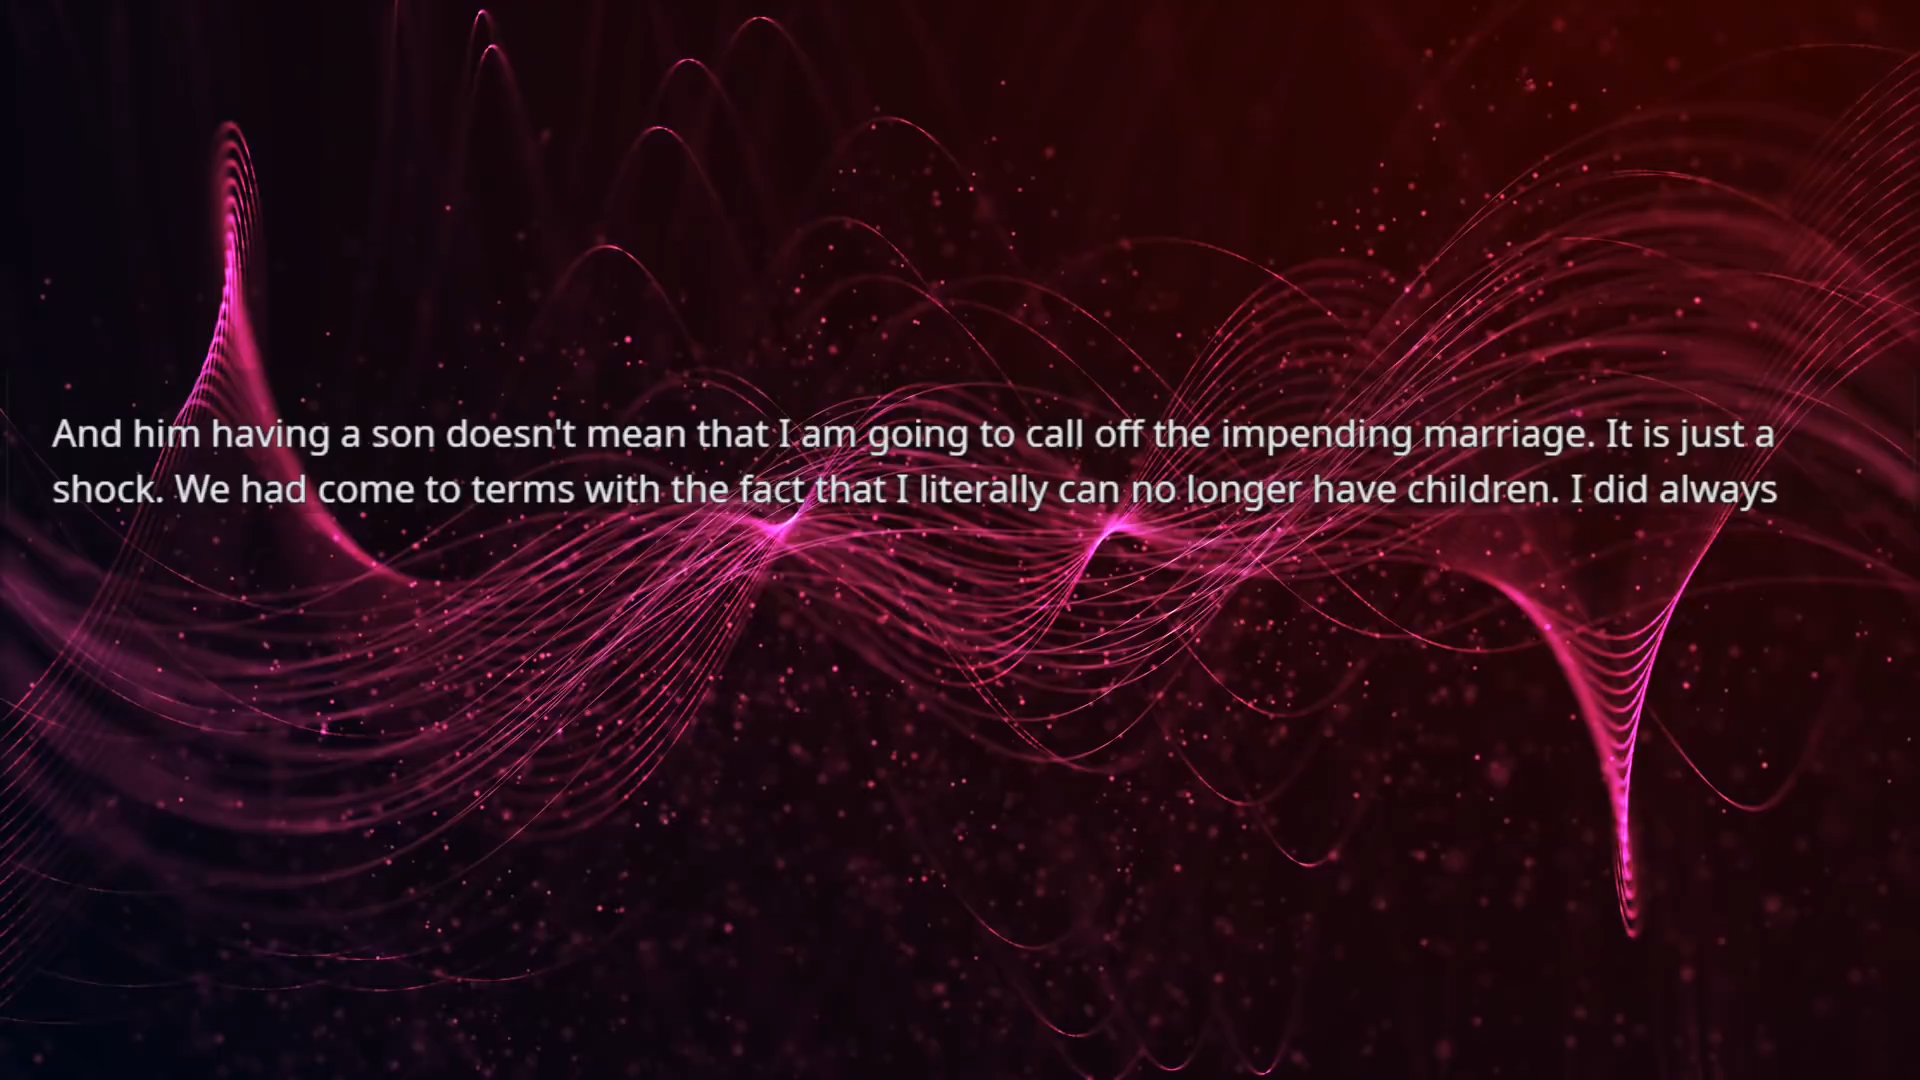 And him having a son doesn't mean that I am going to call off the impending marriage. It is just a
shock. We had come to terms with the fact that I literally can no longer have children. I did always